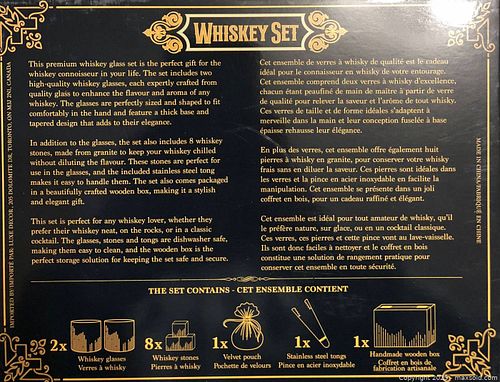 WHISKEY SET
This premium whiskey glass set is the perfect gift for the
whiskey connoisseur in your life. The set includes two
high-quality whiskey glasses, each expertly crafted from
quality glass to enhance the flavour and aroma of any
whiskey. The glasses are perfectly sized and shaped to fit
comfortably in the hand and feature a thick base and
tapered design that adds to their elegance.
In addition to the glasses, the set also includes 8 whiskey
stones, made from granite to keep your whiskey chilled
without diluting the flavour. These stones are perfect for
use in the glasses, and the included stainless steel tong
makes it easy to handle them. The set also comes packaged
in a beautifully crafted wooden box, making it a stylish
and elegant gift.
This set is perfect for any whiskey lover, whether they
prefer their whiskey neat, on the rocks, or in a classic
cocktail. The glasses, stones and tongs are dishwasher safe,
making them easy to clean, and the wooden box is the
perfect storage solution for keeping the set safe and secure.
Cet ensemble de verres à whisky de qualité est le cadeau
idéal pour le connaisseur en whisky de votre entourage.
Cet ensemble comprend deux verres à whisky d'excellence,
chacun étant peaufiné de main de maître à partir de verre
de qualité pour relever la saveur et l'arôme de tout whisky.
Ces verres de taille et de forme idéales s'adaptent à
merveille dans la main et leur conception fuselée à base
épaisse rehausse leur élégance.
En plus des verres, cet ensemble offre également huit
pierres à whisky en granite, pour conserver votre whisky
frais sans en diluer la saveur. Ces pierres sont idéales dans
les verres et la pince en acier inoxydable en facilite la
manipulation. Cet ensemble se présente dans un joli
coffret en bois, pour un cadeau raffiné et élégant.
Cet ensemble est idéal pour tout amateur de whisky, qu'il
le préfère nature, sur glace, ou en un cocktail classique.
Ces verres, ces pierres et cette pince vont au lave-vaisselle.
Ils sont donc faciles à nettoyer et le coffret en bois
constitue une solution de rangement pratique pour
conserver cet ensemble en toute sécurité.
IMPORTED BY/IMPORTÉ PAR: LUXE DECOR, 205 DOLOMITE DR, TORONTO, ON M3J 2N1, CANADA
MADE IN CHINA/FABRIQUÉ EN CHINE
THE SET CONTAINS - CET ENSEMBLE CONTIENT
2x
Whiskey glasses
Verres à whisky
8x
Whiskey stones
Pierres à whisky
1x
Velvet pouch
Pochette de velours
1x
Stainless steel tongs
Pince en acier inoxydable
1x
Handmade wooden box
Coffret en bois de
fabrication artisanale